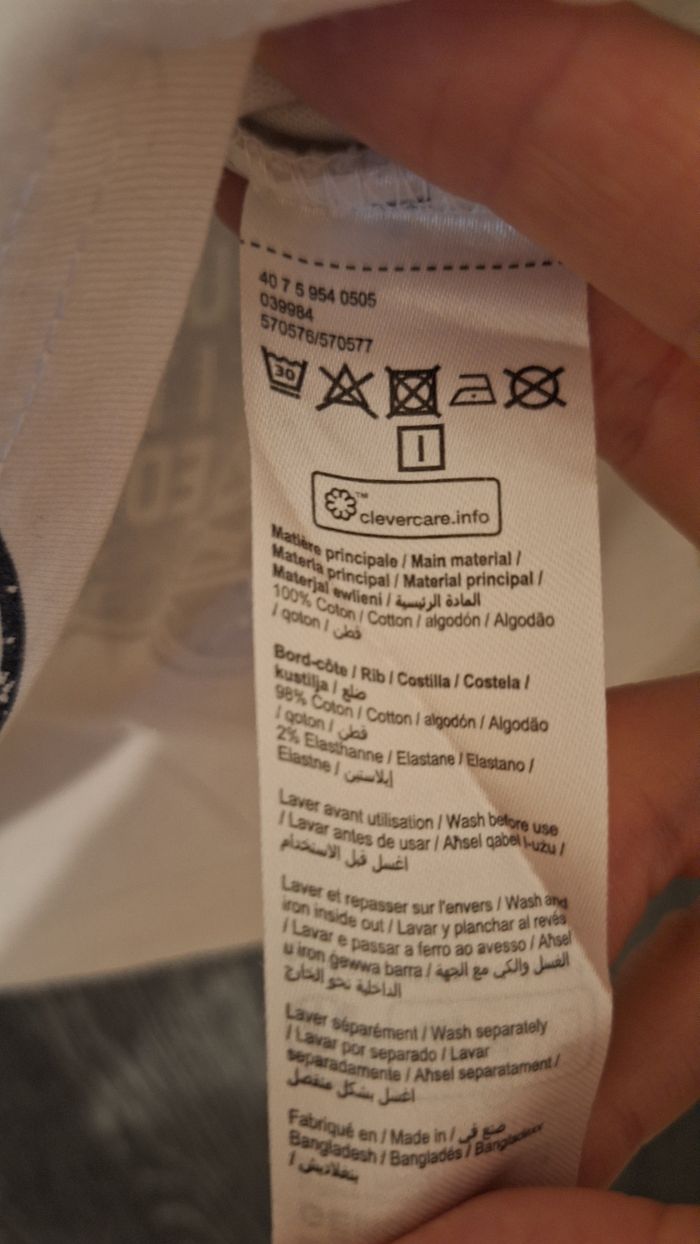 40 7 6 954 0505
039984
570576/570577
30
clevercare.info
Matière principale / Main material /
Materia principal / Material principal /
Materjal ewlieni / المادة الرئيسية
100% Coton / Cotton / algodón / Algodão
/ qoton / قطن
Bord-côte / Rib / Costilla / Costela /
kustilja / ضلع
98% Coton / Cotton / algodón / Algodão
/ qoton / قطن
2% Elasthanne / Elastane / Elastano /
Elastne / إيلاستين
Laver avant utilisation / Wash before use
/ Lavar antes de usar / Aħsel qabel l-użu /
اغسل قبل الاستخدام
Laver et repasser sur l'envers / Wash and
iron inside out / Lavar y planchar al revés
/ Lavar e passar a ferro ao avesso / Aħsel
u iron ġewwa barra / الغسل والكي مع الجهة
الداخلية نحو الخارج
Laver séparément / Wash separately
/ Lavar por separado / Lavar
separadamente / Aħsel separatament /
اغسل بشكل منفصل
Fabriqué en / Made in / صنع في
Bangladesh / Bangladés / Bangladexx
/ بنغلاديش